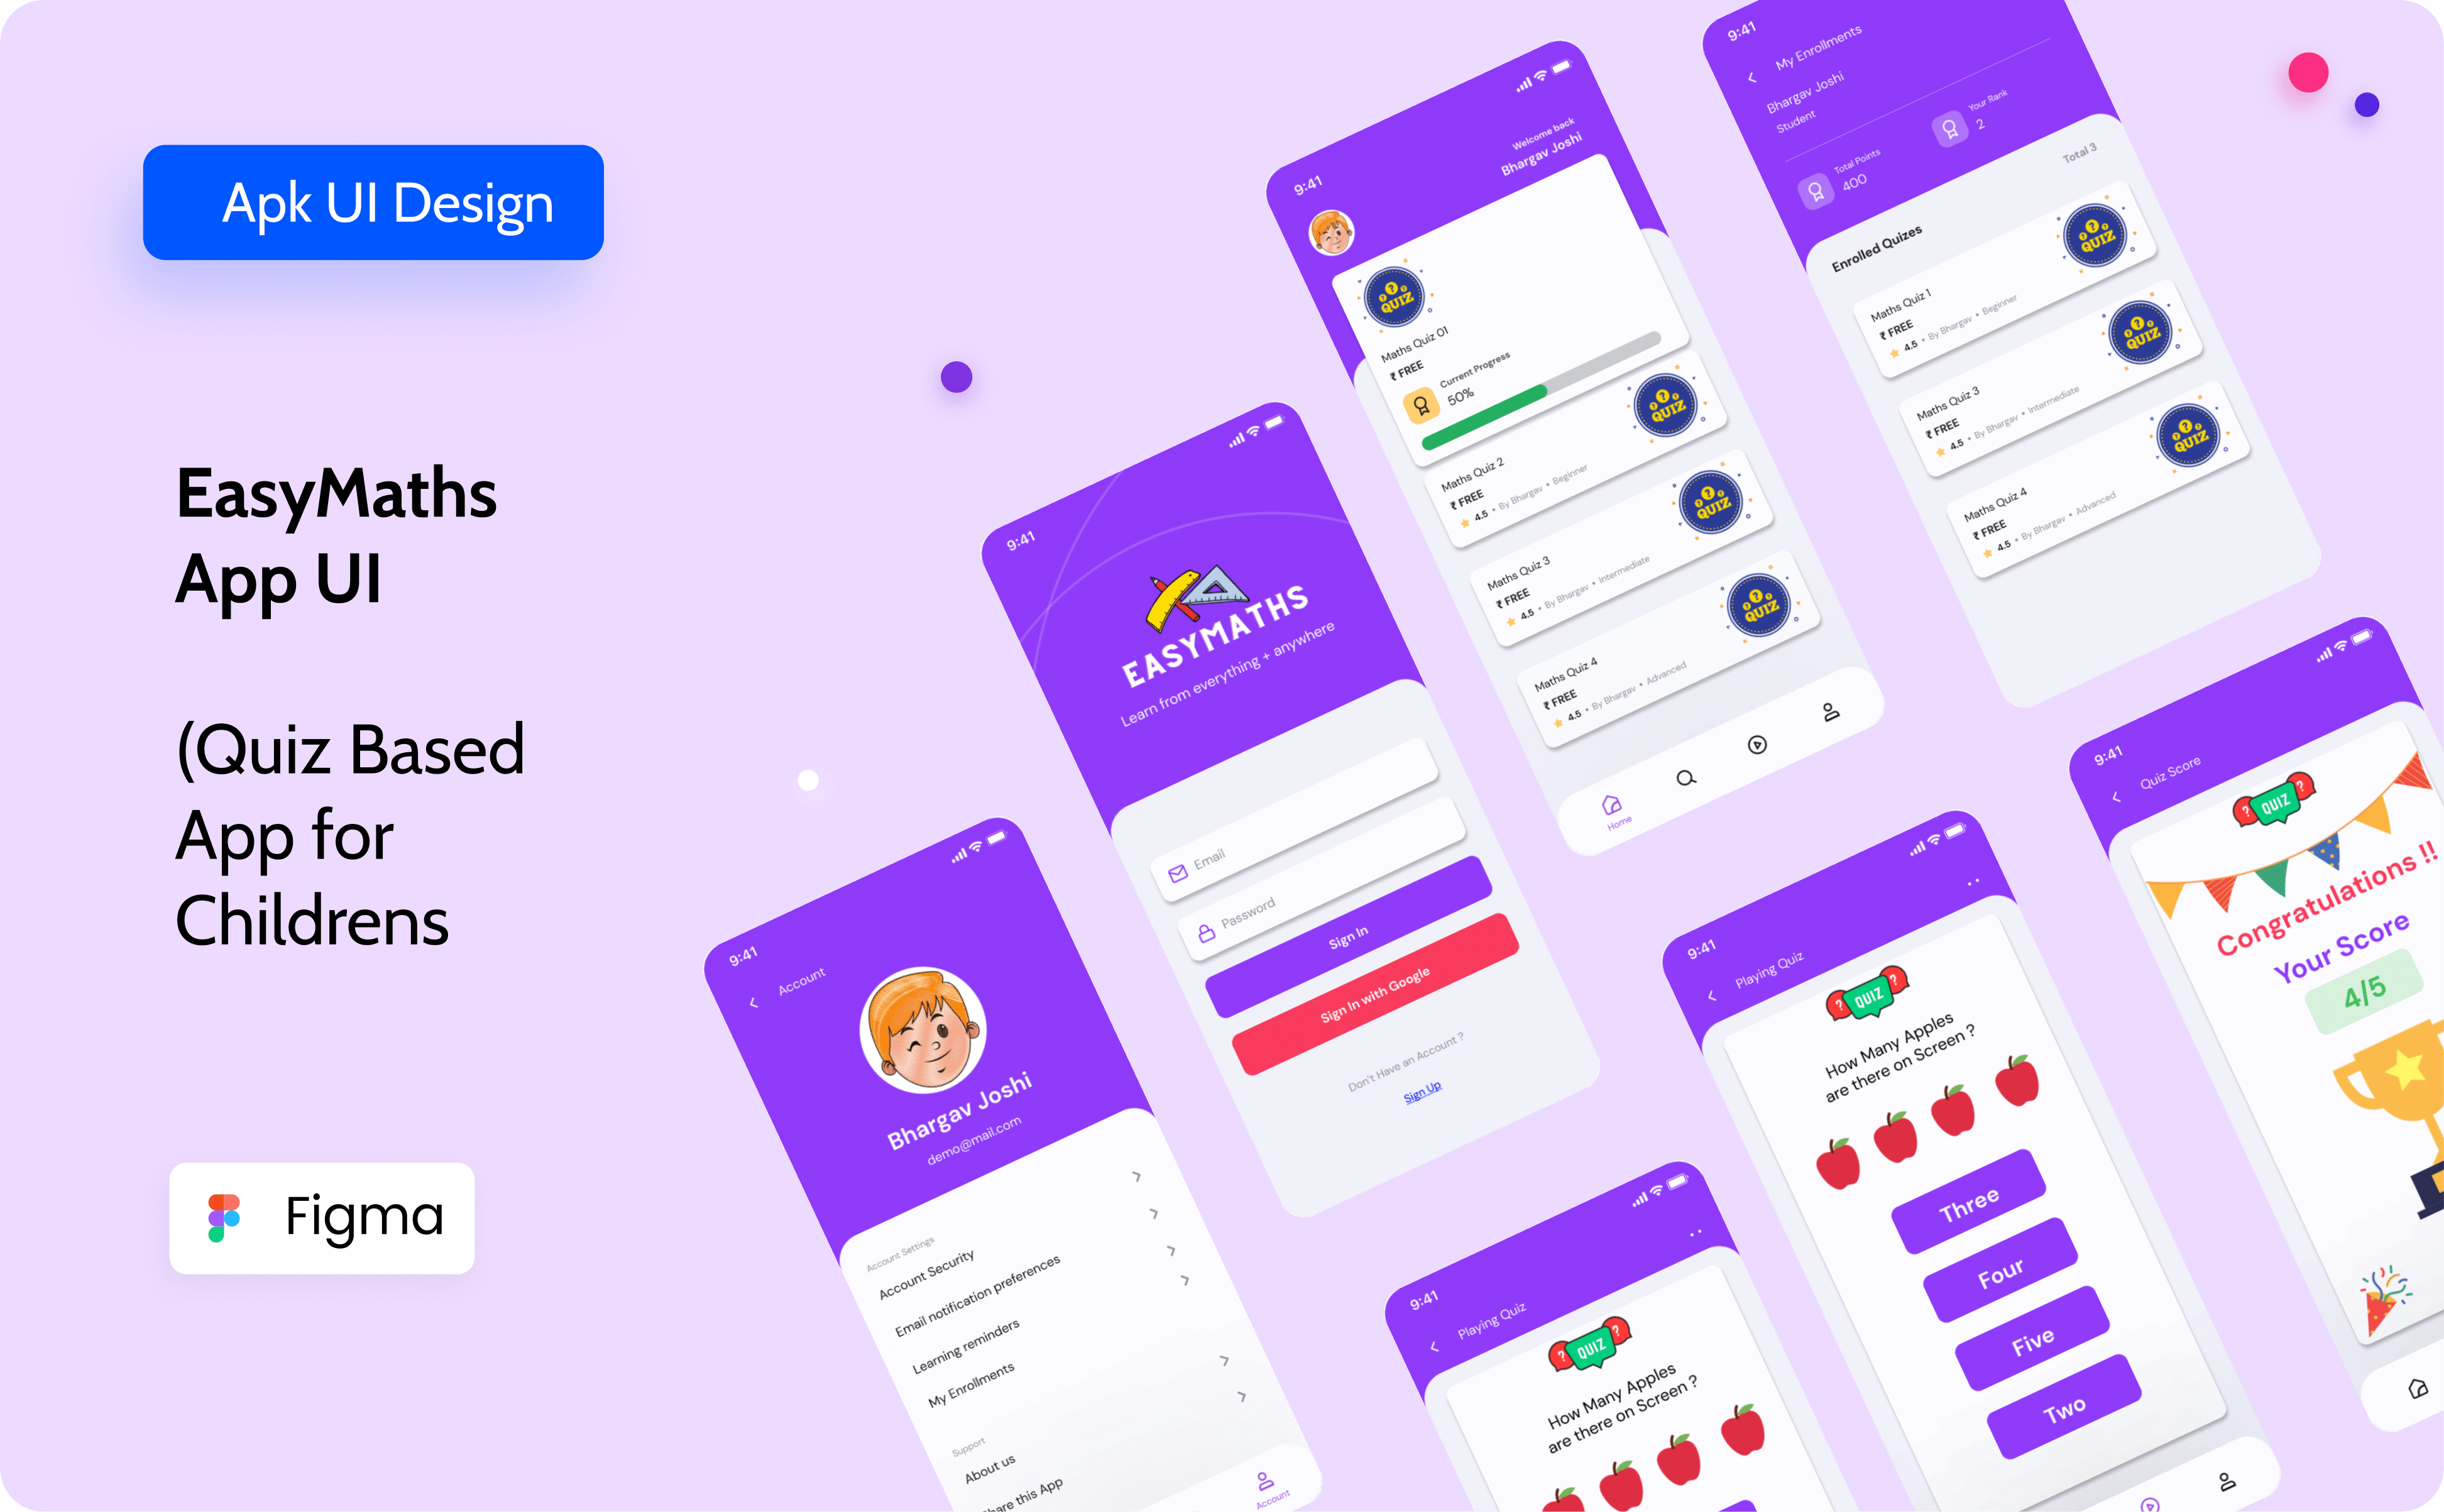 Apk UI Design
EasyMaths
App UI
(Quiz Based
App for
Childrens
Figma
9:41
Account
Bhargav Joshi
demo@mail.com
Account Settings
Account Security
Email notification preferences
Learning reminders
My Enrollments
Support
About us
Share this App
Account
9:41
EASYMATHS
Learn from everything + anywhere
Email
Password
Sign In
Sign In with Google
Don't Have an Account ?
Sign Up
9:41
Welcome back
Bhargav Joshi
? ? ?
QUIZ
Maths Quiz 01
₹ FREE
Current Progress
50%
Maths Quiz 2
₹ FREE
4.5 • By Bhargav • Beginner
? ? ?
QUIZ
Maths Quiz 3
₹ FREE
4.5 • By Bhargav • Intermediate
? ? ?
QUIZ
Maths Quiz 4
₹ FREE
4.5 • By Bhargav • Advanced
? ? ?
QUIZ
Home
9:41
My Enrollments
Bhargav Joshi
Student
Total Points
400
Your Rank
2
Enrolled Quizes
Total 3
Maths Quiz 1
₹ FREE
4.5 • By Bhargav • Beginner
? ? ?
QUIZ
Maths Quiz 3
₹ FREE
4.5 • By Bhargav • Intermediate
? ? ?
QUIZ
Maths Quiz 4
₹ FREE
4.5 • By Bhargav • Advanced
? ? ?
QUIZ
9:41
Playing Quiz
? QUIZ ?
How Many Apples
are there on Screen ?
9:41
Playing Quiz
? QUIZ ?
How Many Apples
are there on Screen ?
Three
Four
Five
Two
9:41
Quiz Score
? QUIZ ?
Congratulations !!
Your Score
4/5